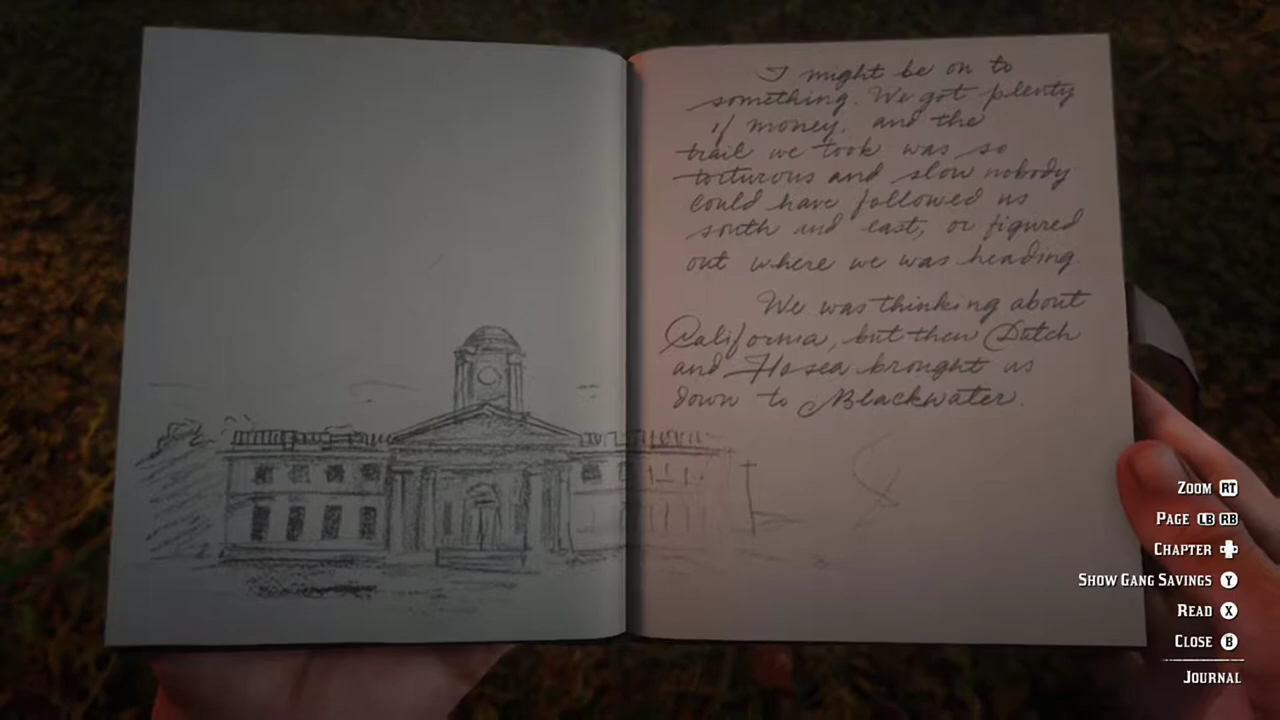 I might be on to
something. We got plenty
of money, and the
trail we took was so
torturous and slow nobody
could have followed us
south and east, or figured
out where we was heading.
We was thinking about
California, but then Dutch
and Hosea brought us
down to Blackwater.
ZOOM RT
PAGE LB RB
CHAPTER
SHOW GANG SAVINGS Y
READ X
CLOSE B
JOURNAL